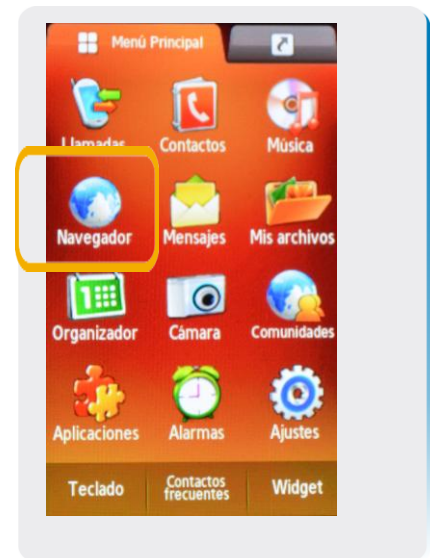 Menú Principal
Llamadas
Contactos
Música
Navegador
Mensajes
Mis archivos
Organizador
Cámara
Comunidades
Aplicaciones
Alarmas
Ajustes
Teclado
Contactos
frecuentes
Widget